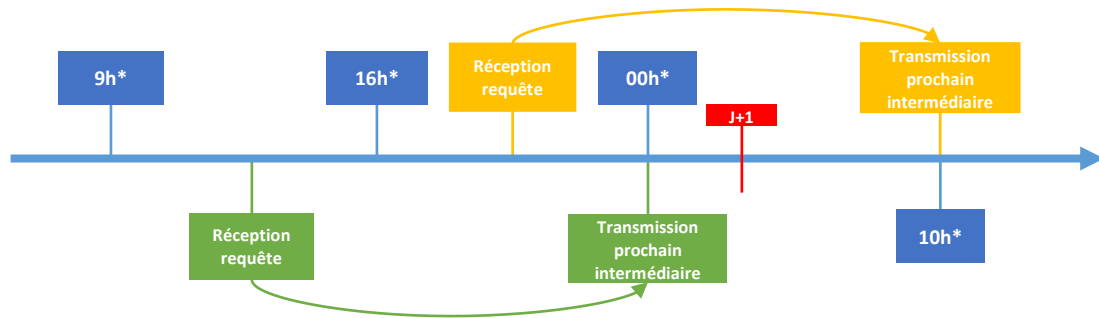 9h*
16h*
Réception
requête
00h*
Transmission
prochain
intermédiaire
J+1
Réception
requête
Transmission
prochain
intermédiaire
10h*